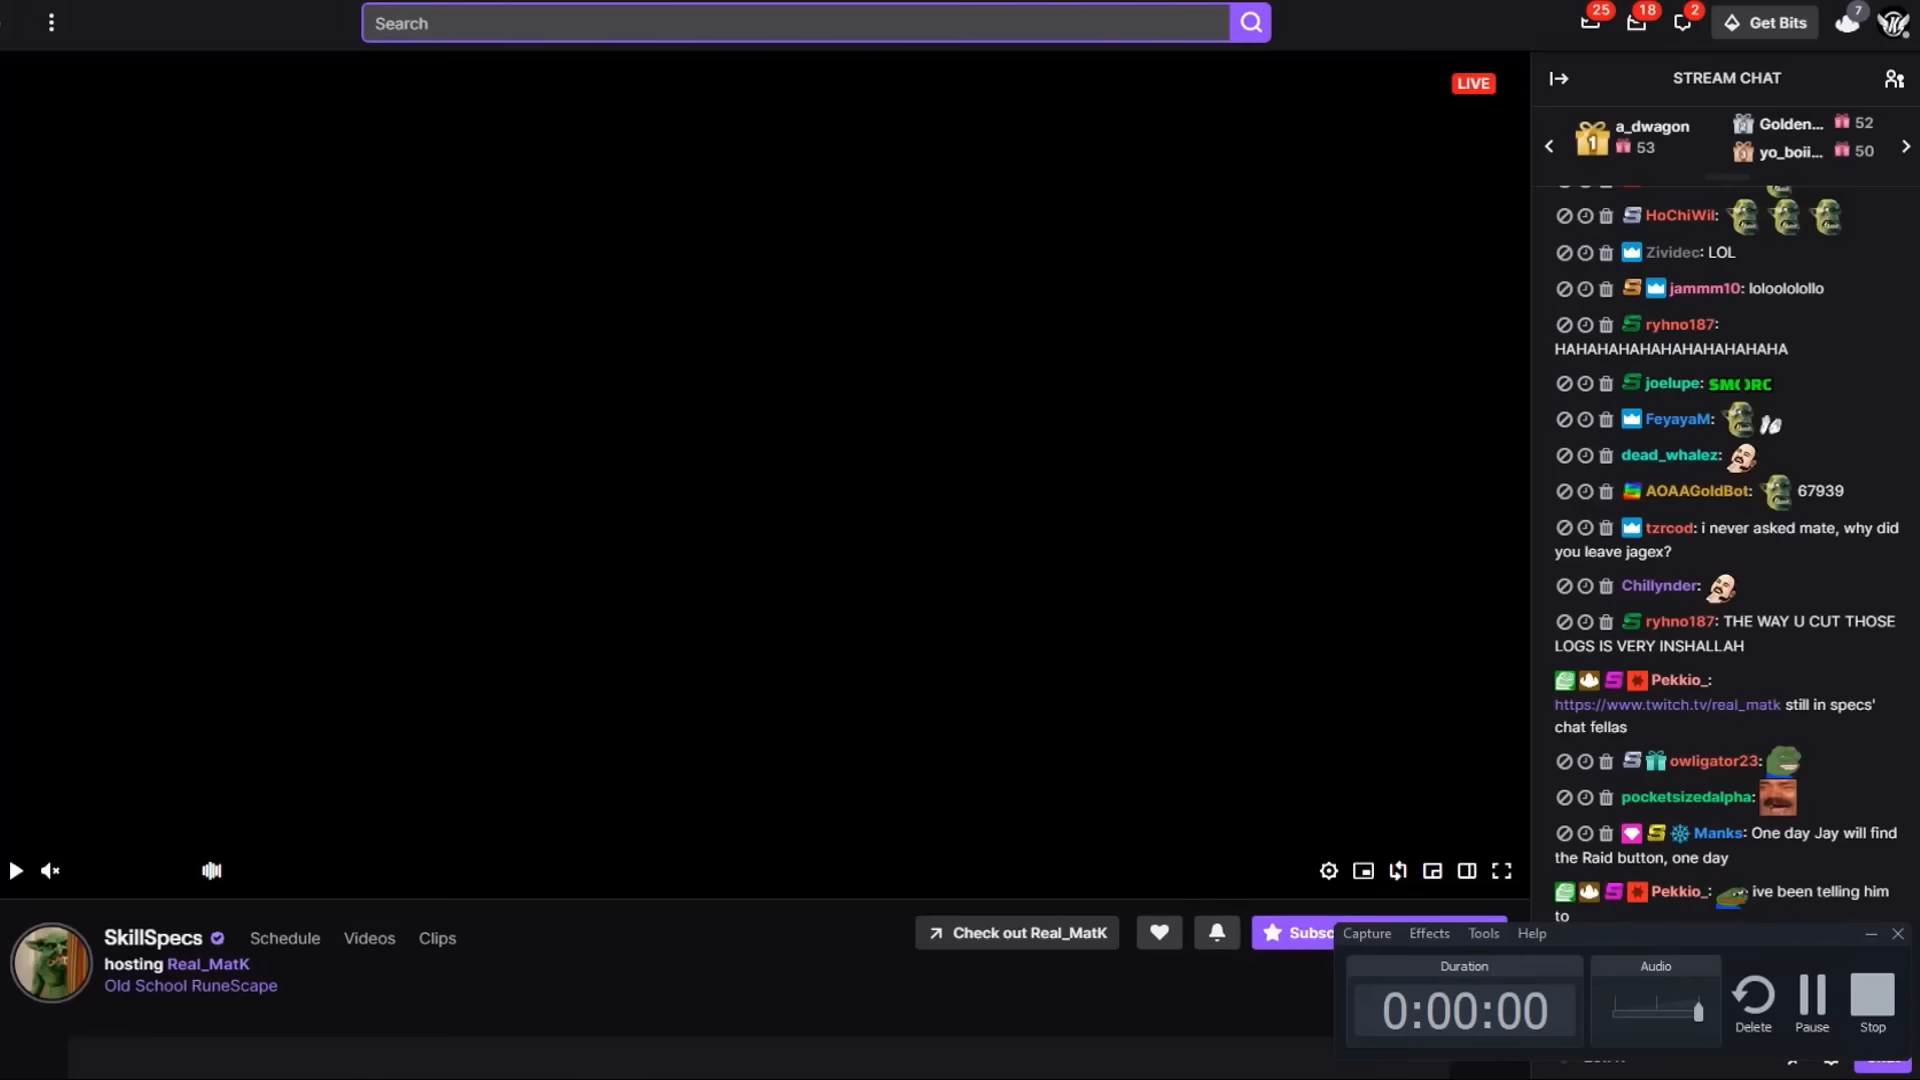 Search
25
18
2
Get Bits
7
LIVE
STREAM CHAT
a_dwagon
53
Golden... 52
yo_boii... 50
HoChiWil:
Zividec: LOL
jammm10: loloolololIo
ryhno187:
HAHAHAHAHAHAHAHAHAHAHA
joelupe: SMORC
FeyayaM:
dead_whalez:
AOAAGoldBot: 67939
tzrcod: i never asked mate, why did
you leave jagex?
Chillynder:
ryhno187: THE WAY U CUT THOSE
LOGS IS VERY INSHALLAH
Pekkio_:
https://www.twitch.tv/real_matk still in specs'
chat fellas
owligator23:
pocketsizedalpha:
Manks: One day Jay will find
the Raid button, one day
Pekkio_: ive been telling him
to
SkillSpecs
Schedule
Videos
Clips
hosting Real_MatK
Old School RuneScape
Check out Real_MatK
Subsc
Capture Effects Tools Help
Duration
0:00:00
Audio
Delete
Pause
Stop